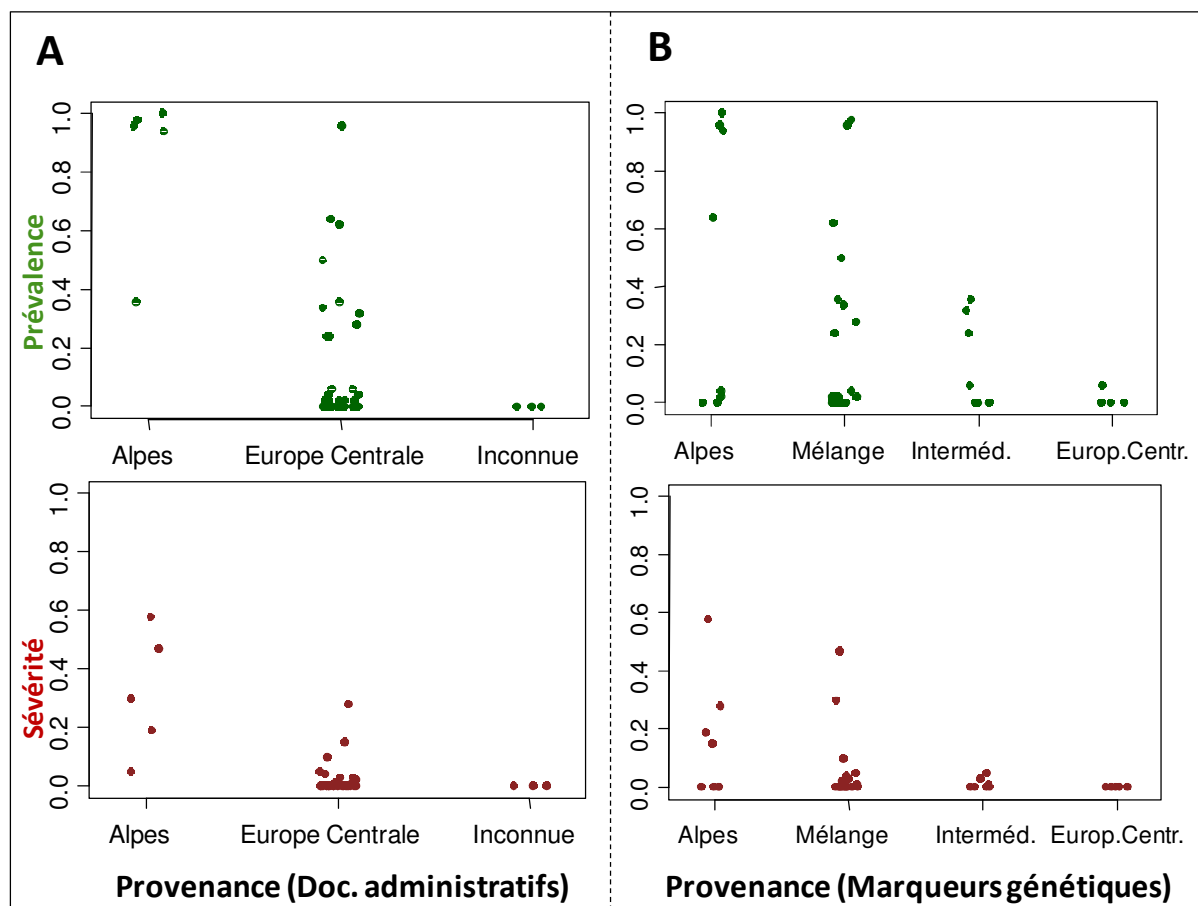 A
B
Prévalence
1.0
0.8
0.6
0.4
0.2
0.0
Alpes Europe Centrale Inconnue
1.0
0.8
0.6
0.4
0.2
0.0
Alpes Mélange Interméd. Europ.Centr.
Sévérité
1.0
0.8
0.6
0.4
0.2
0.0
Alpes Europe Centrale Inconnue
1.0
0.8
0.6
0.4
0.2
0.0
Alpes Mélange Interméd. Europ.Centr.
Provenance (Doc. administratifs)
Provenance (Marqueurs génétiques)